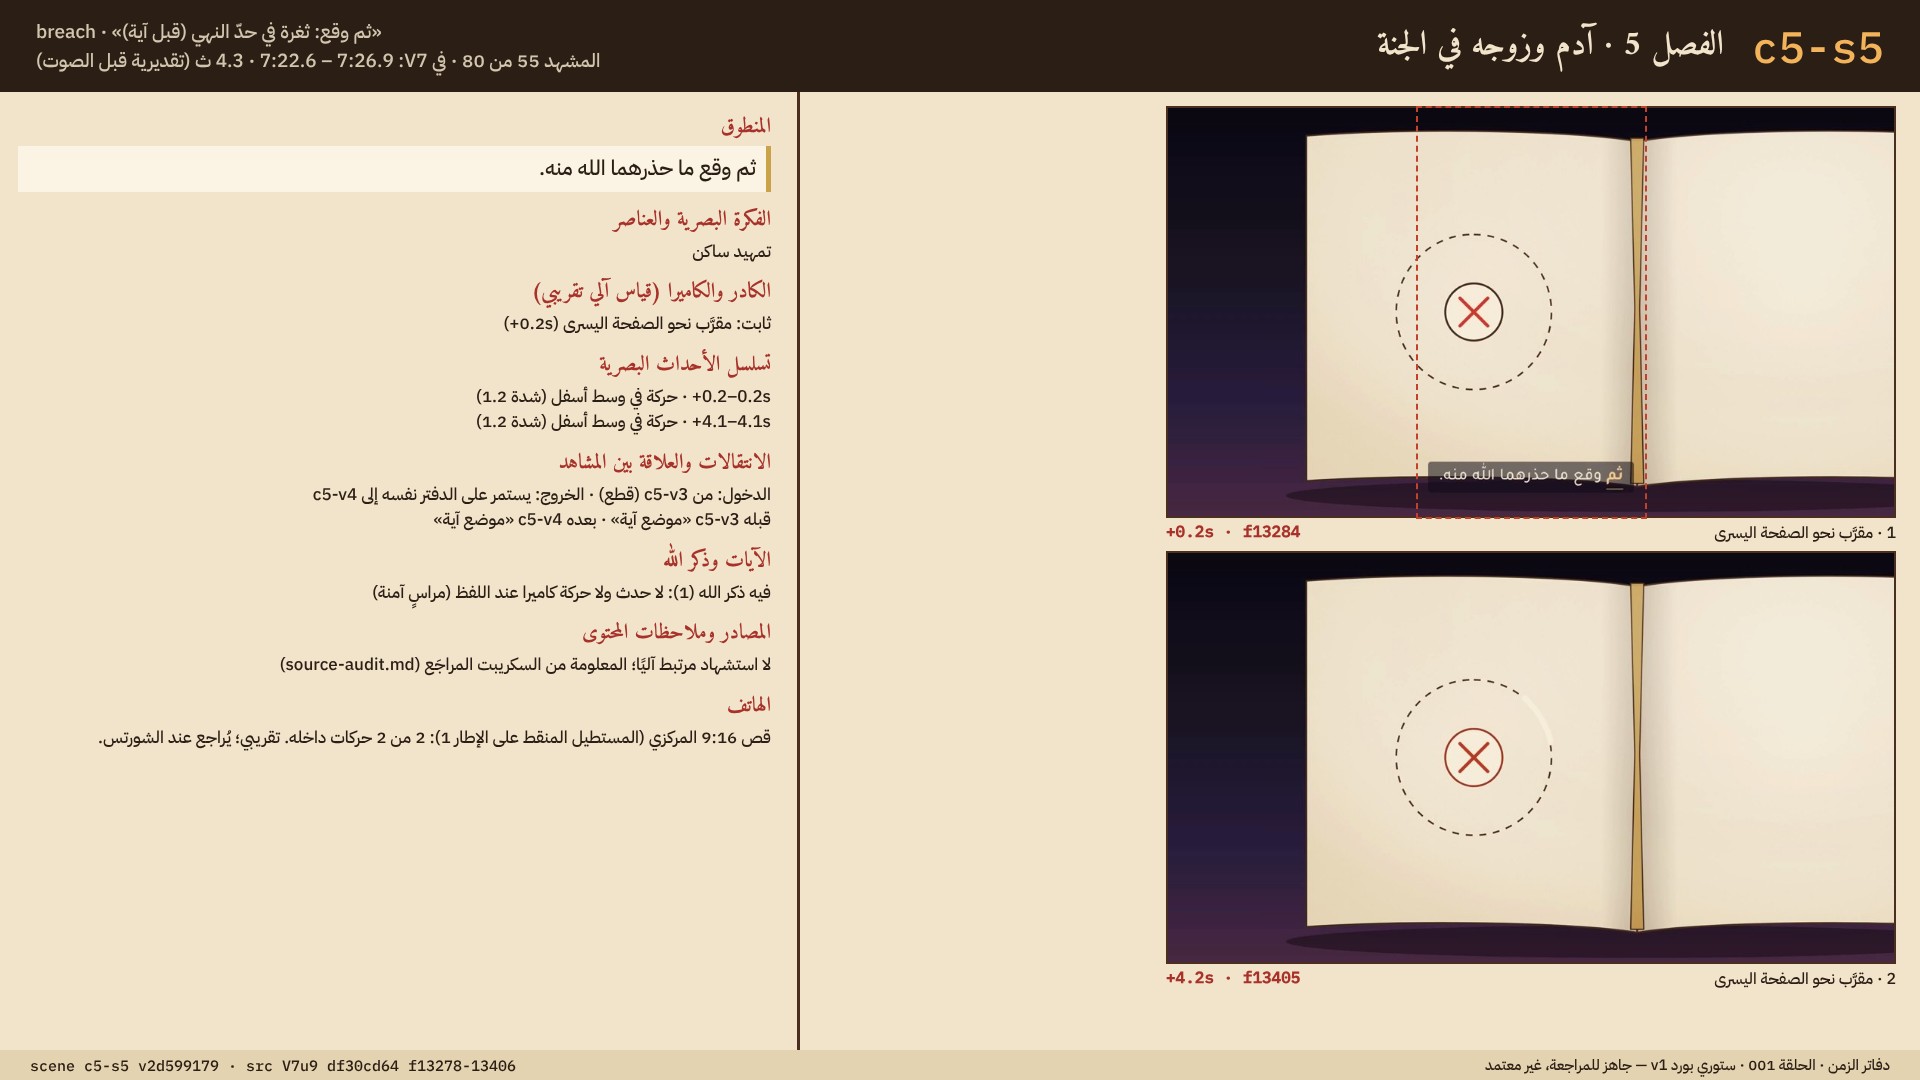 c5-s5 الفصل 5 · آدم وزوجه في الجنة
«ثم وقع: ثغرة في حدّ النهي (قبل آية)» · breach
المشهد 55 من 80 · في V7: 7:22.6 – 7:26.9 · 4.3 ث (تقديرية قبل الصوت)
ثم وقع ما حذرهما الله منه.
1 · مقرَّب نحو الصفحة اليسرى
+0.2s · f13284
2 · مقرَّب نحو الصفحة اليسرى
+4.2s · f13405
المنطوق
ثم وقع ما حذرهما الله منه.
الفكرة البصرية والعناصر
تمهيد ساكن
الكادر والكاميرا (قياس آلي تقريبي)
ثابت: مقرَّب نحو الصفحة اليسرى (+0.2s)
تسلسل الأحداث البصرية
+0.2–0.2s · حركة في وسط أسفل (شدة 1.2)
+4.1–4.1s · حركة في وسط أسفل (شدة 1.2)
الانتقالات والعلاقة بين المشاهد
الدخول: من c5-v3 (قطع) · الخروج: يستمر على الدفتر نفسه إلى c5-v4
قبله c5-v3 «موضع آية» · بعده c5-v4 «موضع آية»
الآيات وذكر الله
فيه ذكر الله (1): لا حدث ولا حركة كاميرا عند اللفظ (مراسٍ آمنة)
المصادر وملاحظات المحتوى
لا استشهاد مرتبط آليًا؛ المعلومة من السكريبت المراجَع (source-audit.md)
الهاتف
قص 9:16 المركزي (المستطيل المنقط على الإطار 1): 2 من 2 حركات داخله. تقريبي؛ يُراجع عند الشورتس.
دفاتر الزمن · الحلقة 001 · ستوري بورد v1 — جاهز للمراجعة، غير معتمد
scene c5-s5 v2d599179 · src V7u9 df30cd64 f13278-13406